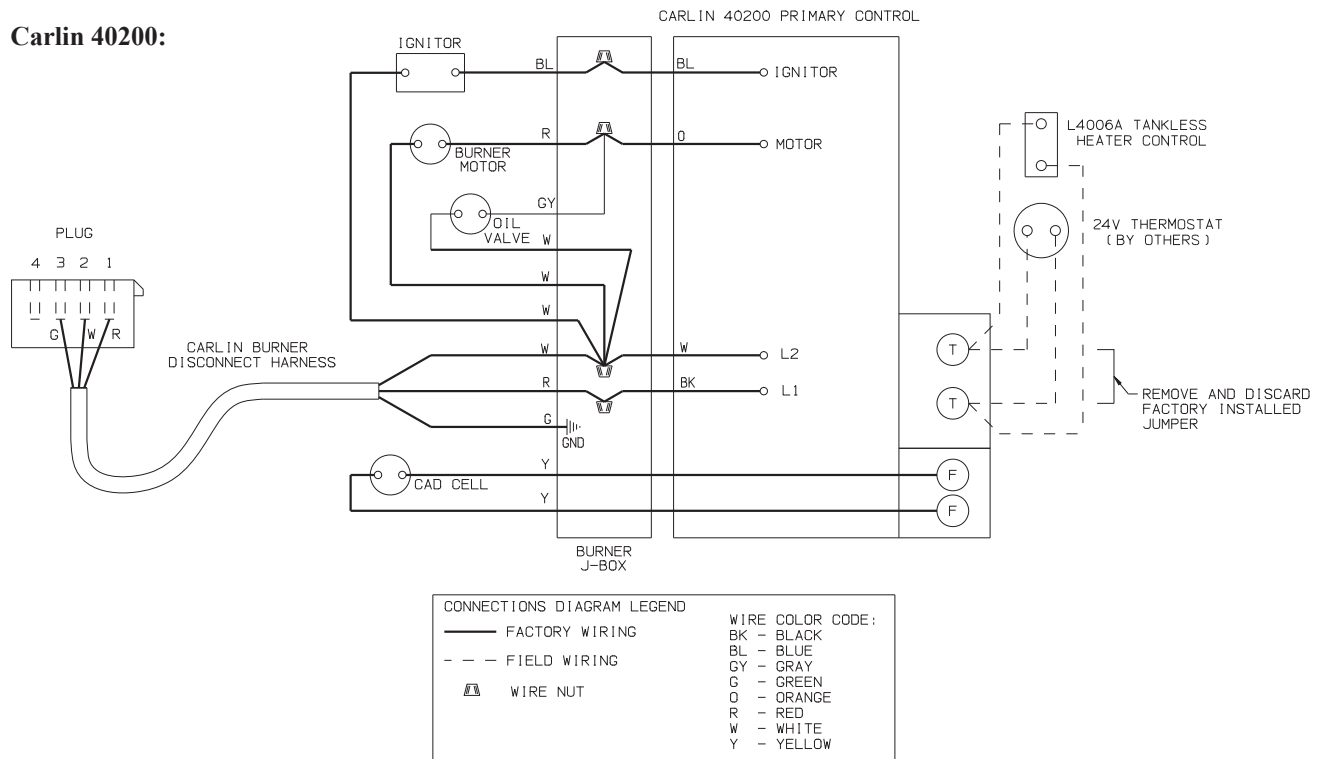 CARLIN 40200 PRIMARY CONTROL
Carlin 40200:
IGNITOR
BL
BL
IGNITOR
R
O
MOTOR
BURNER
MOTOR
L4006A TANKLESS
HEATER CONTROL
GY
OIL
VALVE
W
24V THERMOSTAT
(BY OTHERS)
PLUG
4 3 2 1
W
W
G W R
CARLIN BURNER
DISCONNECT HARNESS
W
W
L2
T
R
BK
L1
T
REMOVE AND DISCARD
FACTORY INSTALLED
JUMPER
G
GND
Y
CAD CELL
F
Y
F
BURNER
J-BOX
CONNECTIONS DIAGRAM LEGEND
FACTORY WIRING
FIELD WIRING
WIRE NUT
WIRE COLOR CODE:
BK - BLACK
BL - BLUE
GY - GRAY
G - GREEN
O - ORANGE
R - RED
W - WHITE
Y - YELLOW